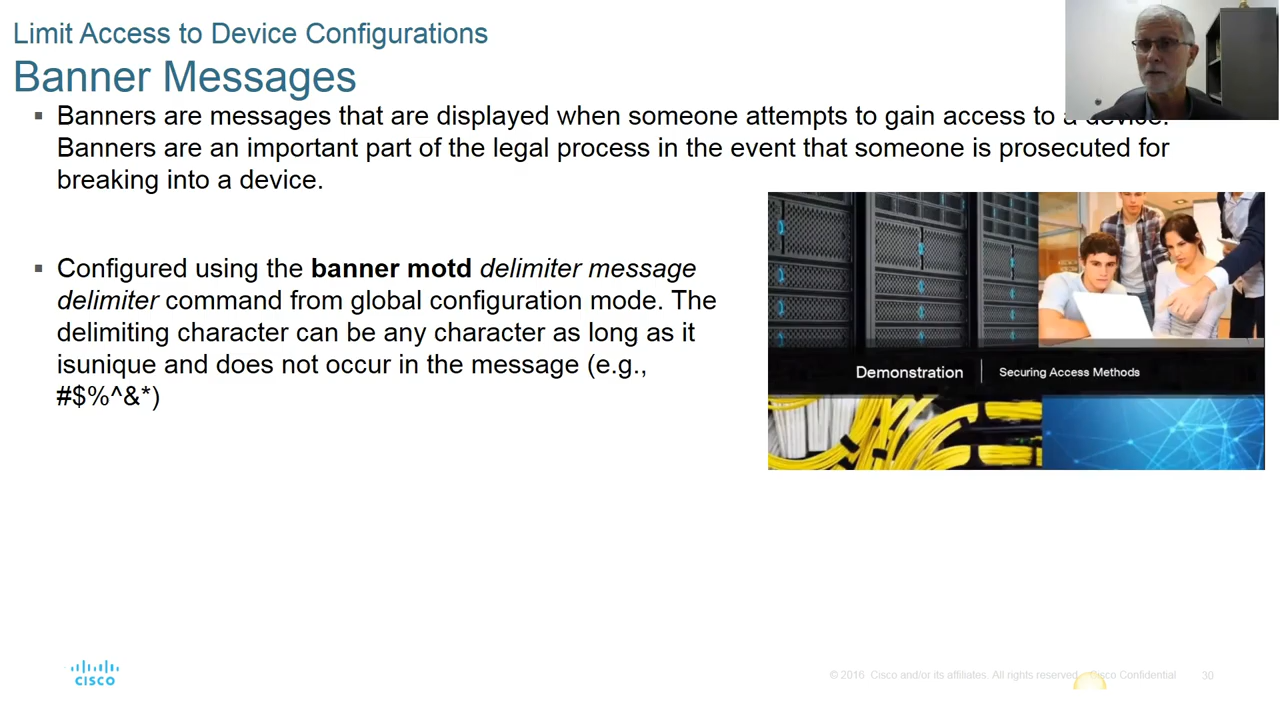 Limit Access to Device Configurations
Banner Messages
▪ Banners are messages that are displayed when someone attempts to gain access to a device.
Banners are an important part of the legal process in the event that someone is prosecuted for
breaking into a device.
▪ Configured using the banner motd delimiter message
delimiter command from global configuration mode. The
delimiting character can be any character as long as it
isunique and does not occur in the message (e.g.,
#$%^&*)
Demonstration | Securing Access Methods
CISCO
© 2016 Cisco and/or its affiliates. All rights reserved. Cisco Confidential 30